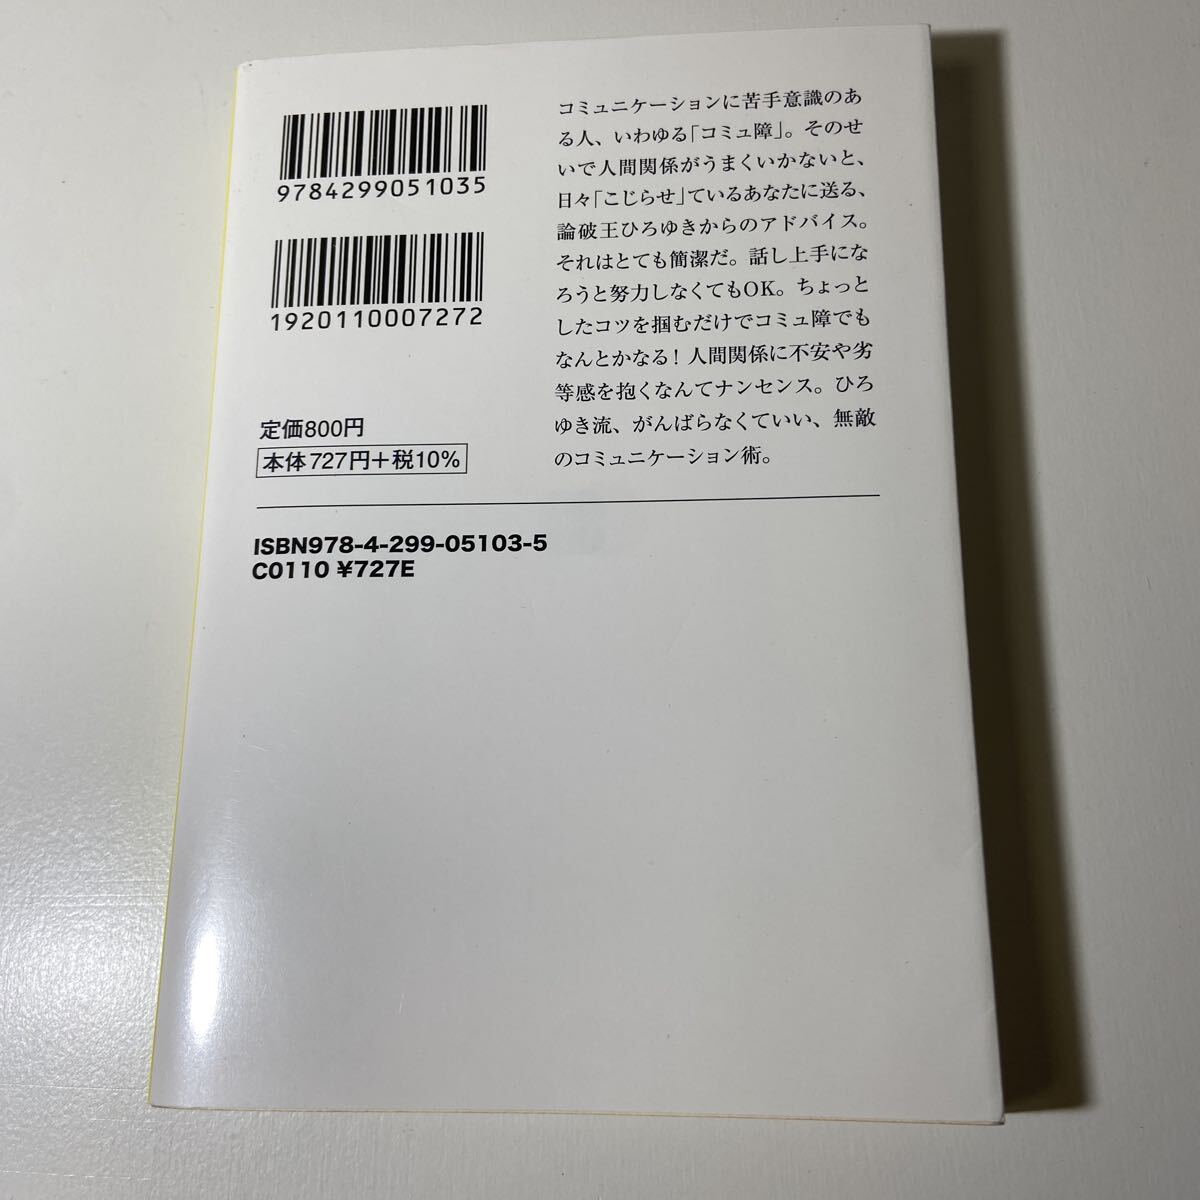 9784299051035
1920110007272
定価800円
本体727円+税10%
コミュニケーションに苦手意識のあ
る人、いわゆる「コミュ障」。そのせ
いで人間関係がうまくいかないと、
日々「こじらせ」ているあなたに送る、
論破王ひろゆきからのアドバイス。
それはとても簡潔だ。話し上手にな
ろうと努力しなくてもOK。ちょっと
したコツを掴むだけでコミュ障でも
なんとかなる！人間関係に不安や劣
等感を抱くなんてナンセンス。ひろ
ゆき流、がんばらなくていい、無敵
のコミュニケーション術。
ISBN978-4-299-05103-5
C0110 ¥727E